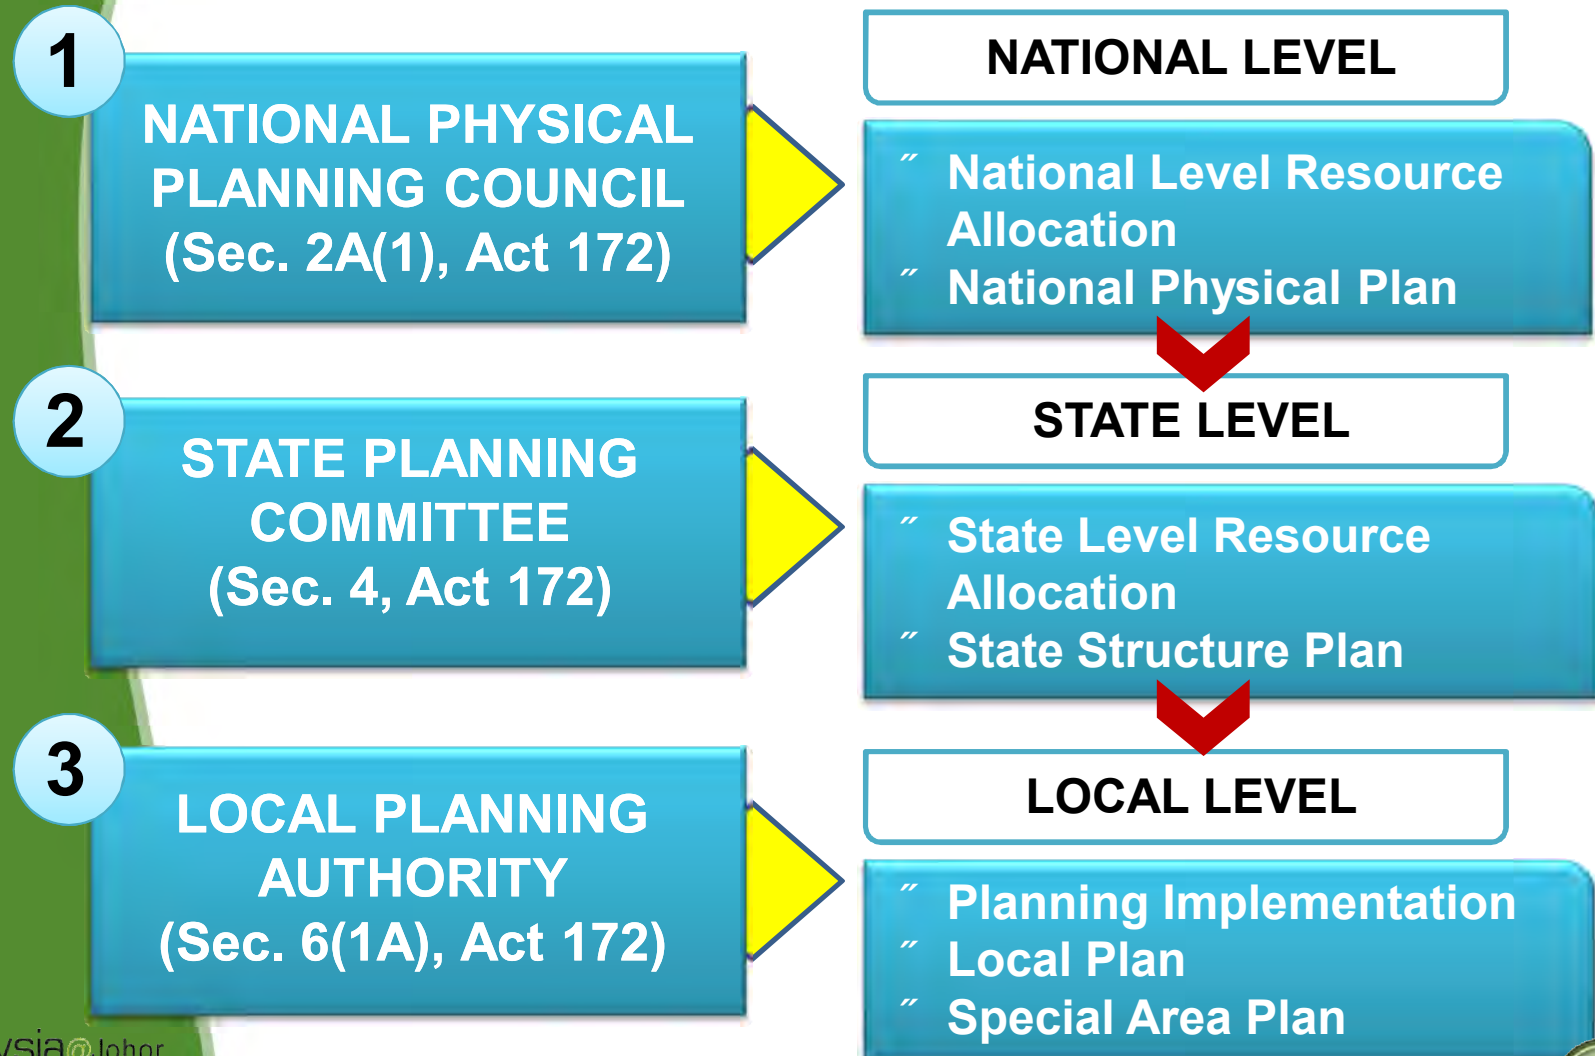 1
NATIONAL PHYSICAL
PLANNING COUNCIL
(Sec. 2A(1), Act 172)
NATIONAL LEVEL
˝ National Level Resource
Allocation
˝ National Physical Plan
2
STATE PLANNING
COMMITTEE
(Sec. 4, Act 172)
STATE LEVEL
˝ State Level Resource
Allocation
˝ State Structure Plan
3
LOCAL PLANNING
AUTHORITY
(Sec. 6(1A), Act 172)
LOCAL LEVEL
˝ Planning Implementation
˝ Local Plan
˝ Special Area Plan
ysia@Johor